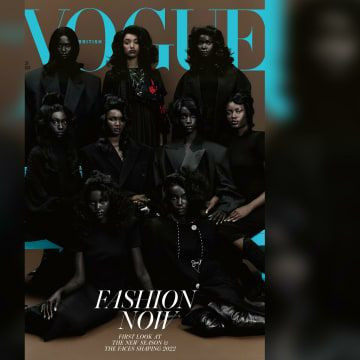 VOGUE
BRITISH
FASHION
NOW
FIRST LOOK AT
THE NEW SEASON &
THE FACES SHAPING 2022